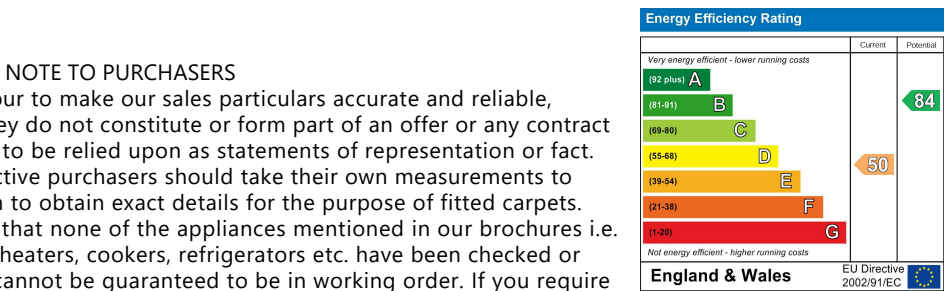 NOTE TO PURCHASERS
our to make our sales particulars accurate and reliable,
ey do not constitute or form part of an offer or any contract
to be relied upon as statements of representation or fact.
ctive purchasers should take their own measurements to
n to obtain exact details for the purpose of fitted carpets.
that none of the appliances mentioned in our brochures i.e.
heaters, cookers, refrigerators etc. have been checked or
cannot be guaranteed to be in working order. If you require
Energy Efficiency Rating
Current Potential
Very energy efficient - lower running costs
(92 plus) A
(81-91) B
84
(69-80) C
(55-68) D
50
(39-54) E
(21-38) F
(1-20) G
Not energy efficient - higher running costs
England & Wales
EU Directive
2002/91/EC